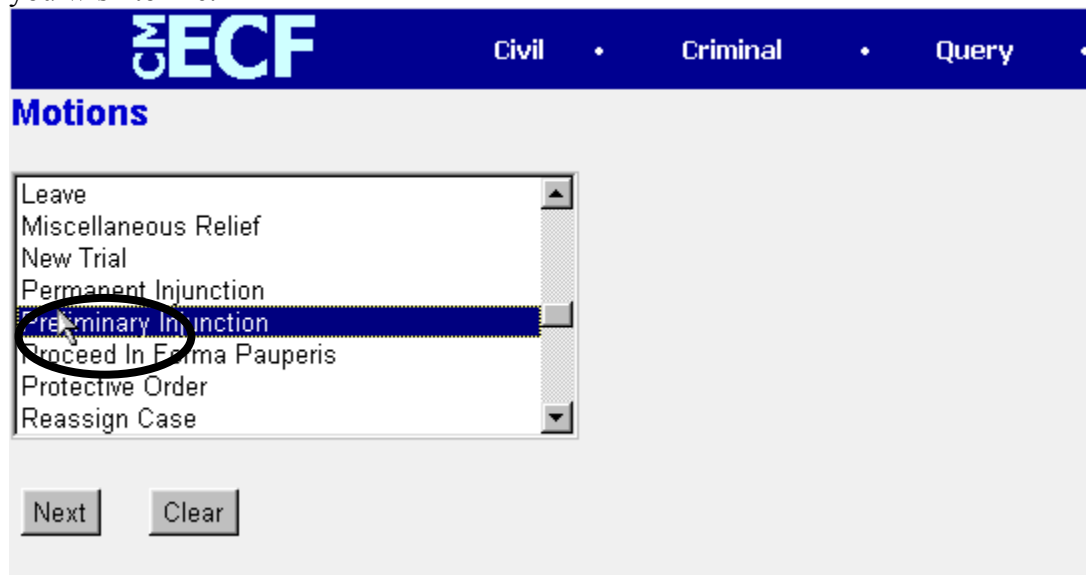 CM ECF Civil • Criminal • Query •
Motions
Leave
Miscellaneous Relief
New Trial
Permanent Injunction
Preliminary Injunction
Proceed In Forma Pauperis
Protective Order
Reassign Case
Next Clear